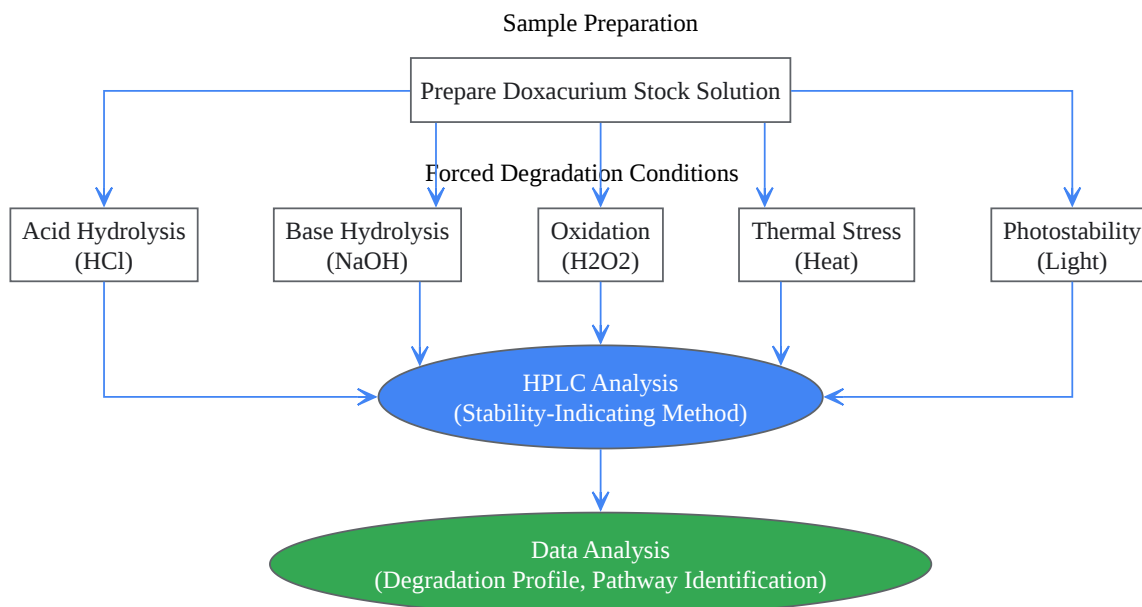 Sample Preparation
Prepare Doxacurium Stock Solution
Forced Degradation Conditions
Acid Hydrolysis
(HCl)
Base Hydrolysis
(NaOH)
Oxidation
(H2O2)
Thermal Stress
(Heat)
Photostability
(Light)
HPLC Analysis
(Stability-Indicating Method)
Data Analysis
(Degradation Profile, Pathway Identification)